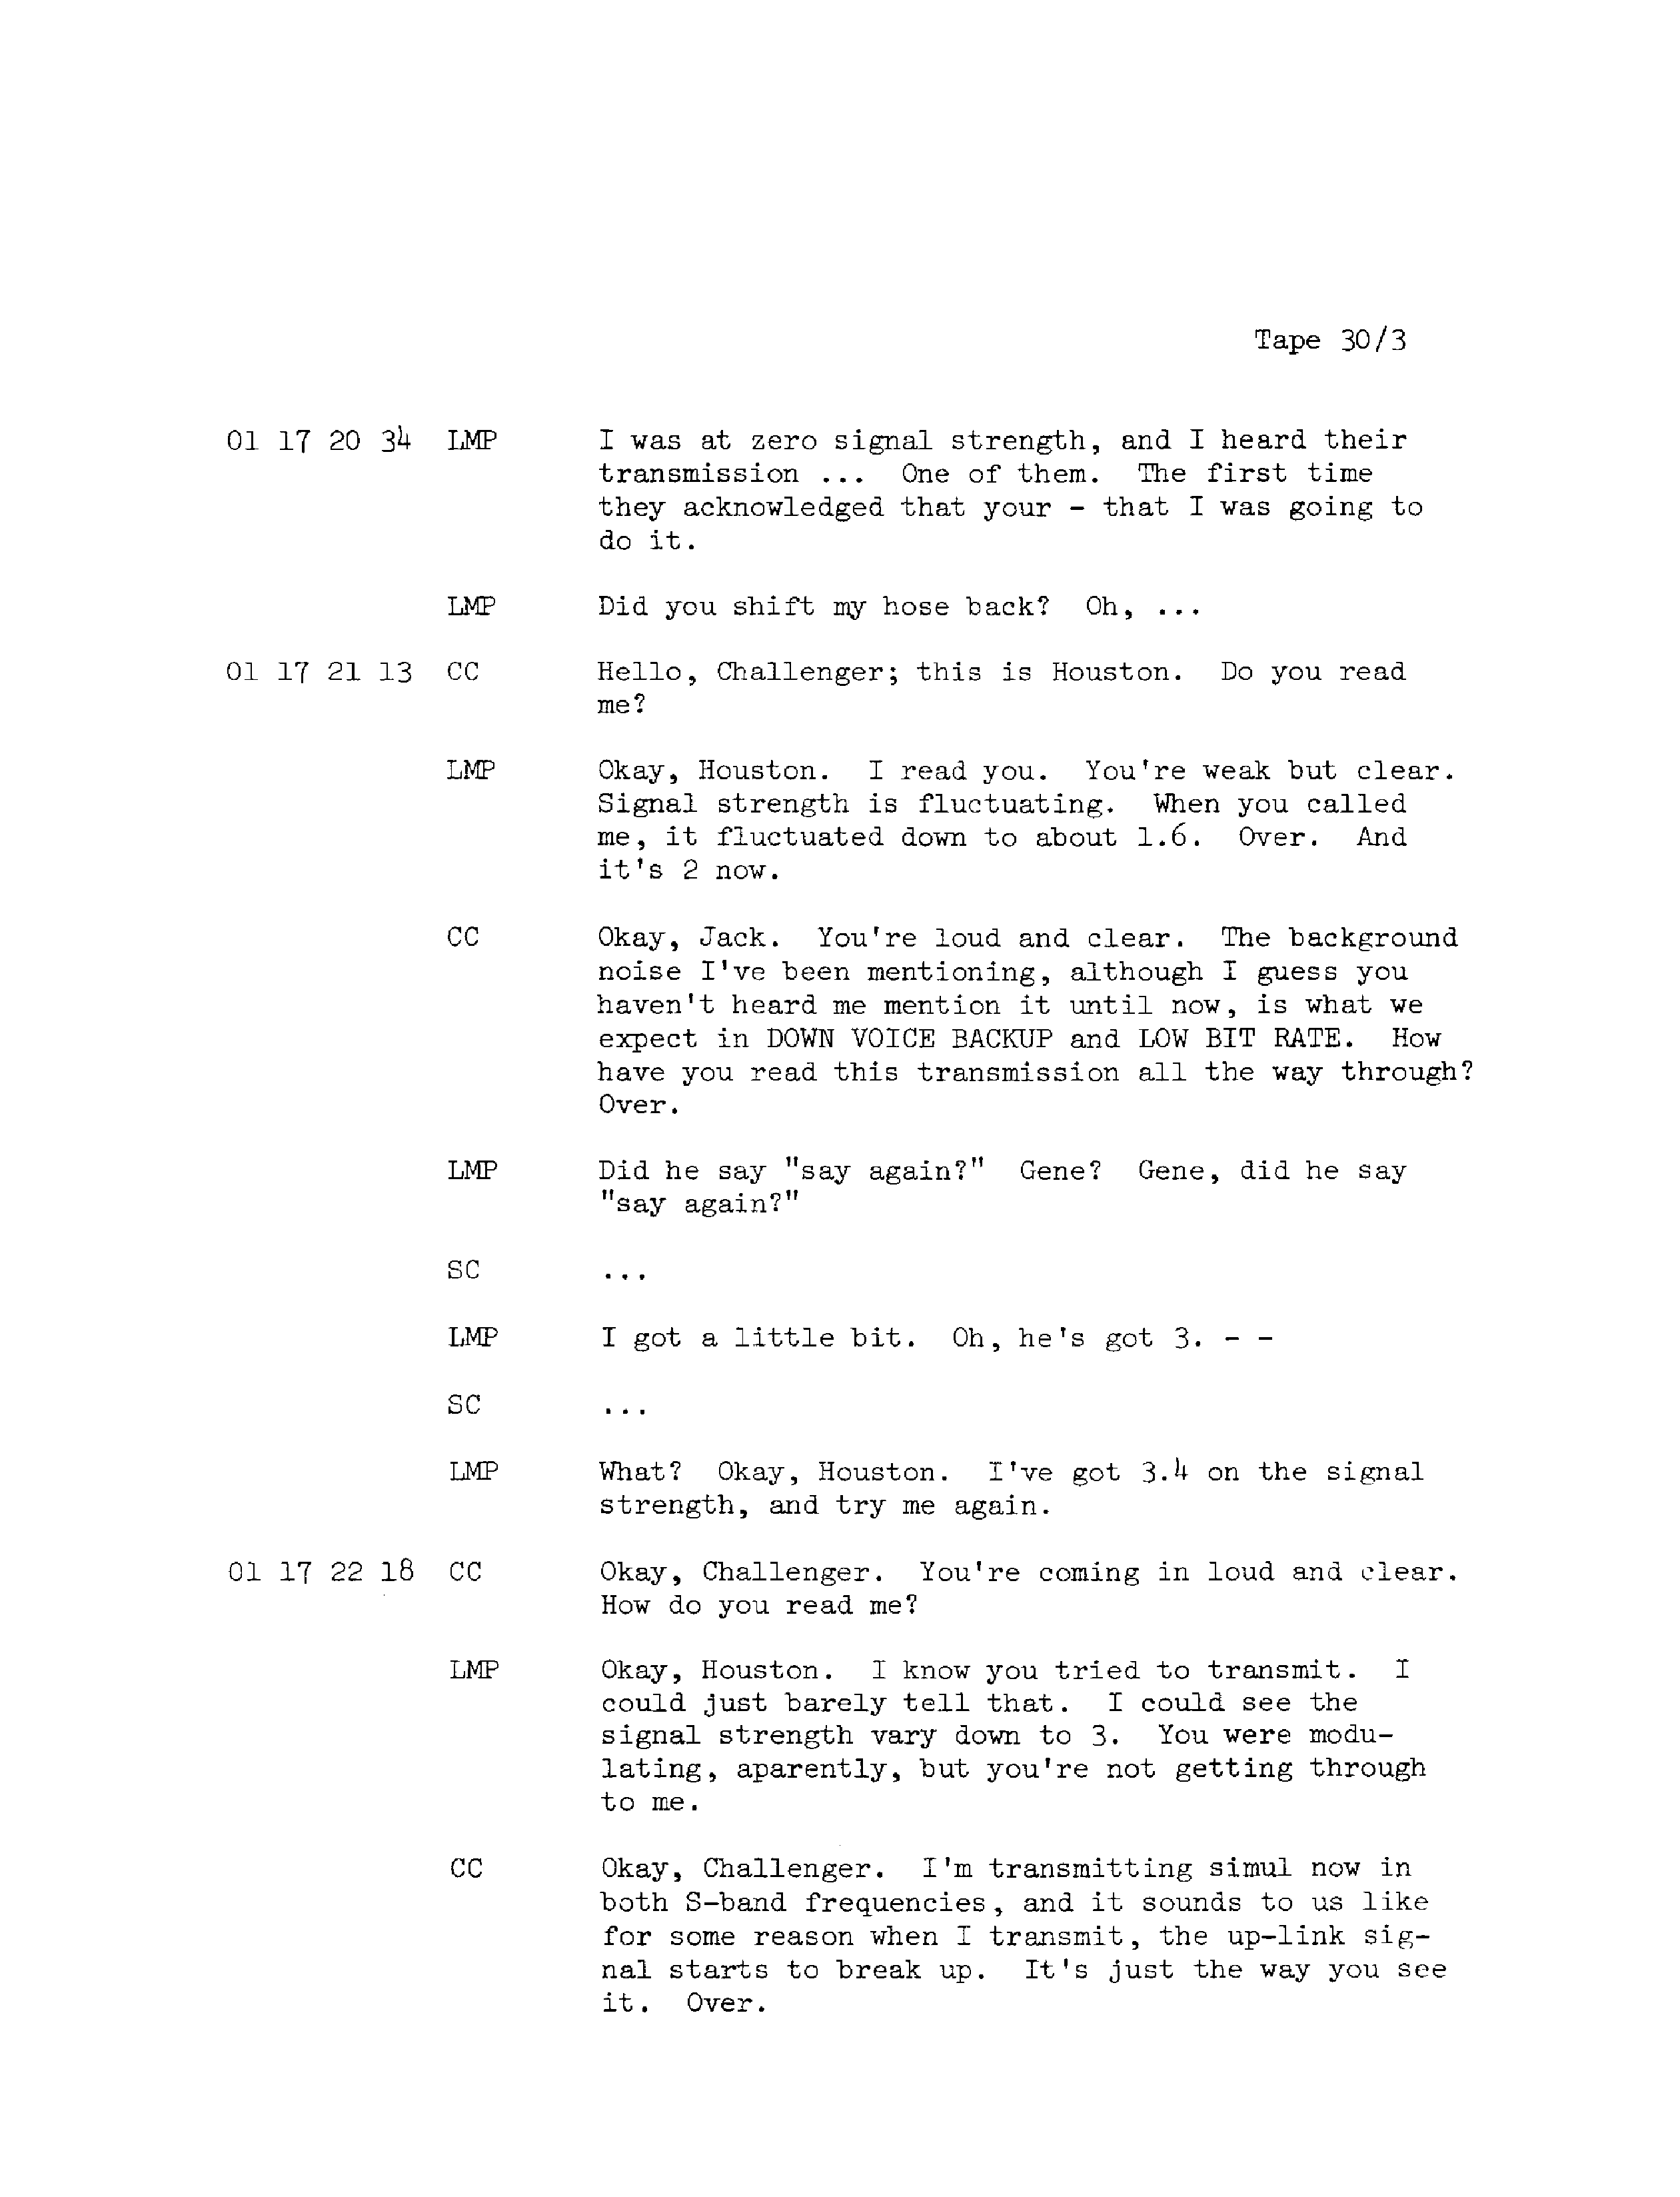 Tape 30/3
01 17 20 34 LMP I was at zero signal strength, and I heard their
transmission ... One of them. The first time
they acknowledged that your - that I was going to
do it.
LMP Did you shift my hose back? Oh, ...
01 17 21 13 CC Hello, Challenger; this is Houston. Do you read
me?
LMP Okay, Houston. I read you. You're weak but clear.
Signal strength is fluctuating. When you called
me, it fluctuated down to about 1.6. Over. And
it's 2 now.
CC Okay, Jack. You're loud and clear. The background
noise I've been mentioning, although I guess you
haven't heard me mention it until now, is what we
expect in DOWN VOICE BACKUP and LOW BIT RATE. How
have you read this transmission all the way through?
Over.
LMP Did he say "say again?" Gene? Gene, did he say
"say again?"
SC ...
LMP I got a little bit. Oh, he's got 3. - -
SC ...
LMP What? Okay, Houston. I've got 3.4 on the signal
strength, and try me again.
01 17 22 18 CC Okay, Challenger. You're coming in loud and clear.
How do you read me?
LMP Okay, Houston. I know you tried to transmit. I
could just barely tell that. I could see the
signal strength vary down to 3. You were modu-
lating, aparently, but you're not getting through
to me.
CC Okay, Challenger. I'm transmitting simul now in
both S-band frequencies, and it sounds to us like
for some reason when I transmit, the up-link sig-
nal starts to break up. It's just the way you see
it. Over.